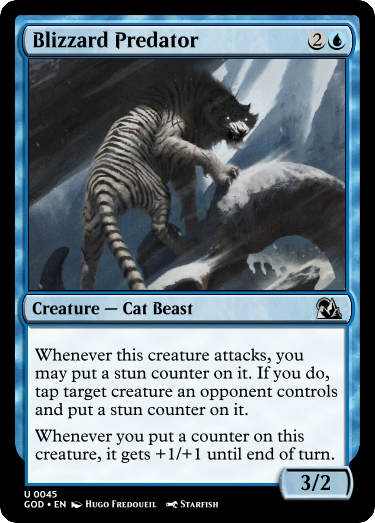 Blizzard Predator 2
Creature — Cat Beast
Whenever this creature attacks, you
may put a stun counter on it. If you do,
tap target creature an opponent controls
and put a stun counter on it.
Whenever you put a counter on this
creature, it gets +1/+1 until end of turn.
3/2
U 0045
GOD • EN Hugo Fredoueil Starfish